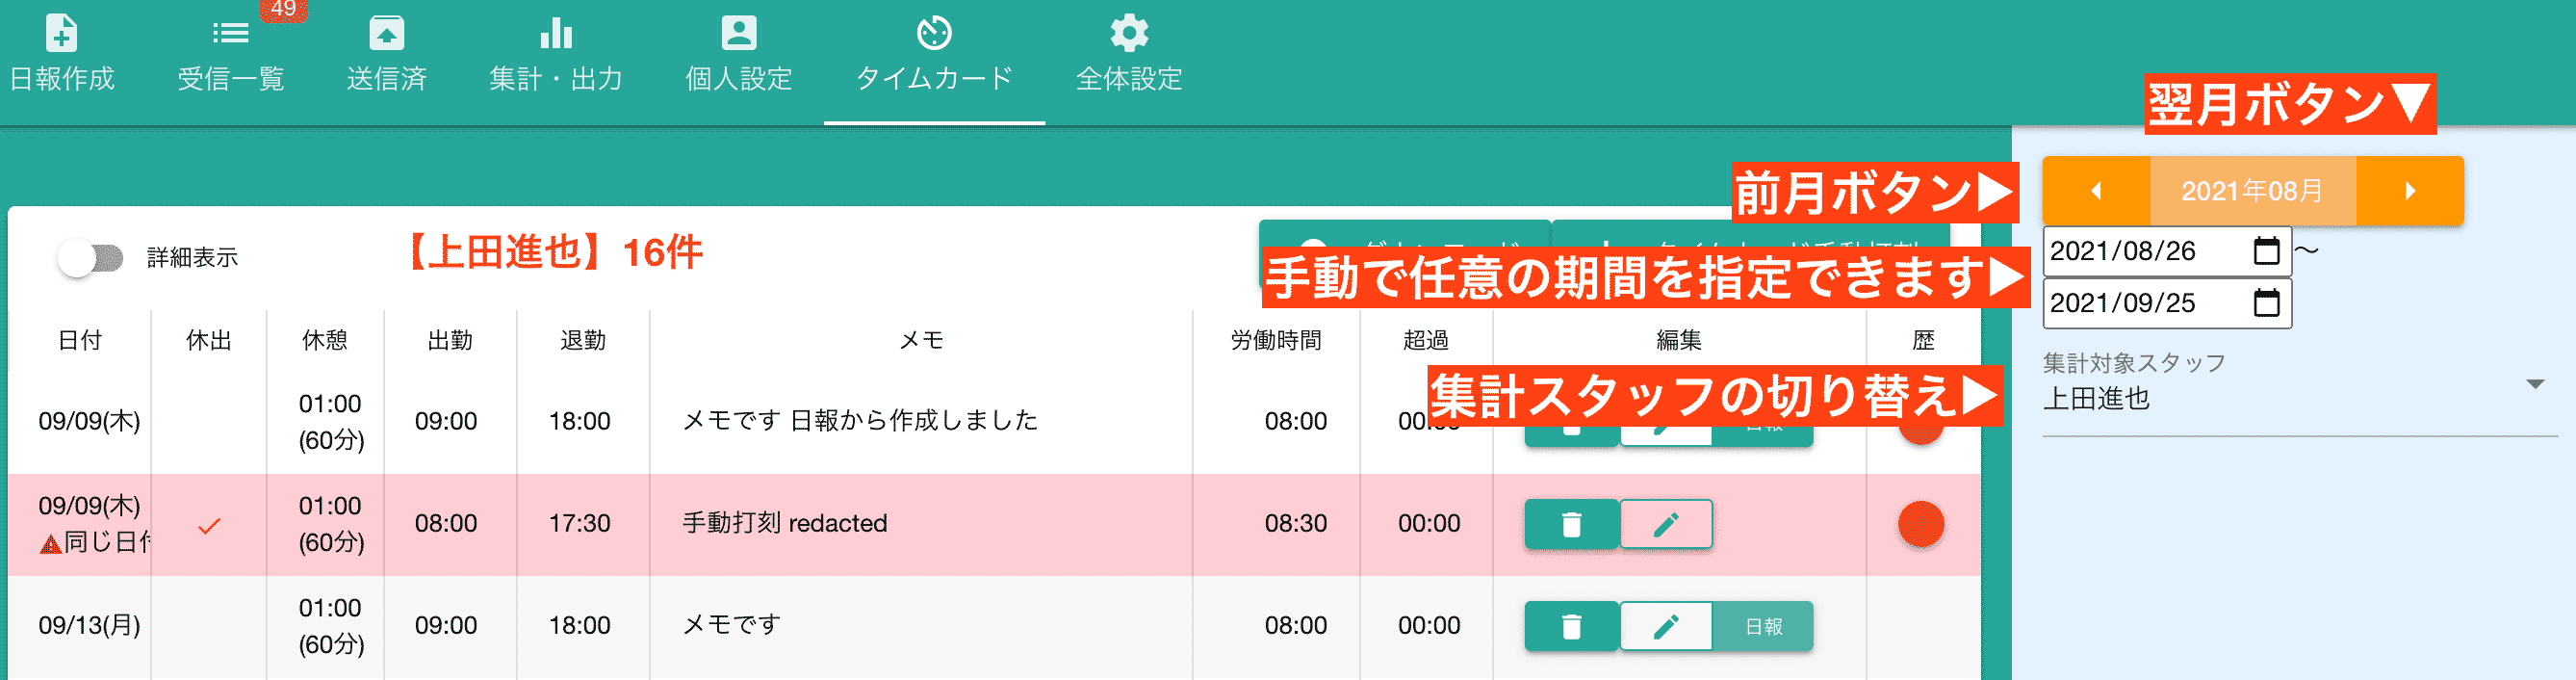 49
日報作成
受信一覧
送信済
集計・出力
個人設定
タイムカード
全体設定
翌月ボタン▼
前月ボタン▶
2021年08月
手動で任意の期間を指定できます▶
2021/08/26 ～
2021/09/25
集計スタッフの切り替え▶
集計対象スタッフ
上田進也
詳細表示
【上田進也】16件
日付 休出 休憩 出勤 退勤 メモ 労働時間 超過 編集 歴
09/09(木) 01:00 09:00 18:00 メモです 日報から作成しました 08:00
(60分)
09/09(木) 01:00 08:00 17:30 手動打刻 redacted 08:30 00:00
▲同じ日付 (60分)
09/13(月) 01:00 09:00 18:00 メモです 08:00 00:00 日報
(60分)